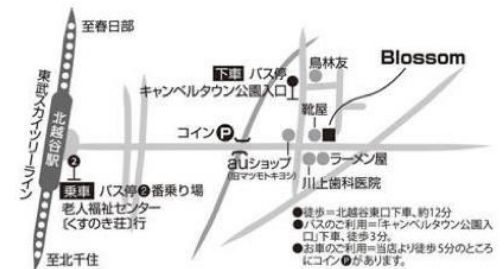 至春日部
東武スカイツリーライン
北越谷駅
至北千住
❷
乗車 バス停❷番乗り場
老人福祉センター
〔くすのき荘〕行
下車 バス停
キャンベルタウン公園入口
鳥林友
Blossom
靴屋
コインP
auショップ
(旧マツモトキヨシ)
ラーメン屋
川上歯科医院
●徒歩=北越谷東口下車、約12分
●バスのご利用=「キャンベルタウン公園入
口」下車、徒歩3分。
●お車のご利用=当店より徒歩5分のところ
にコインPがあります。